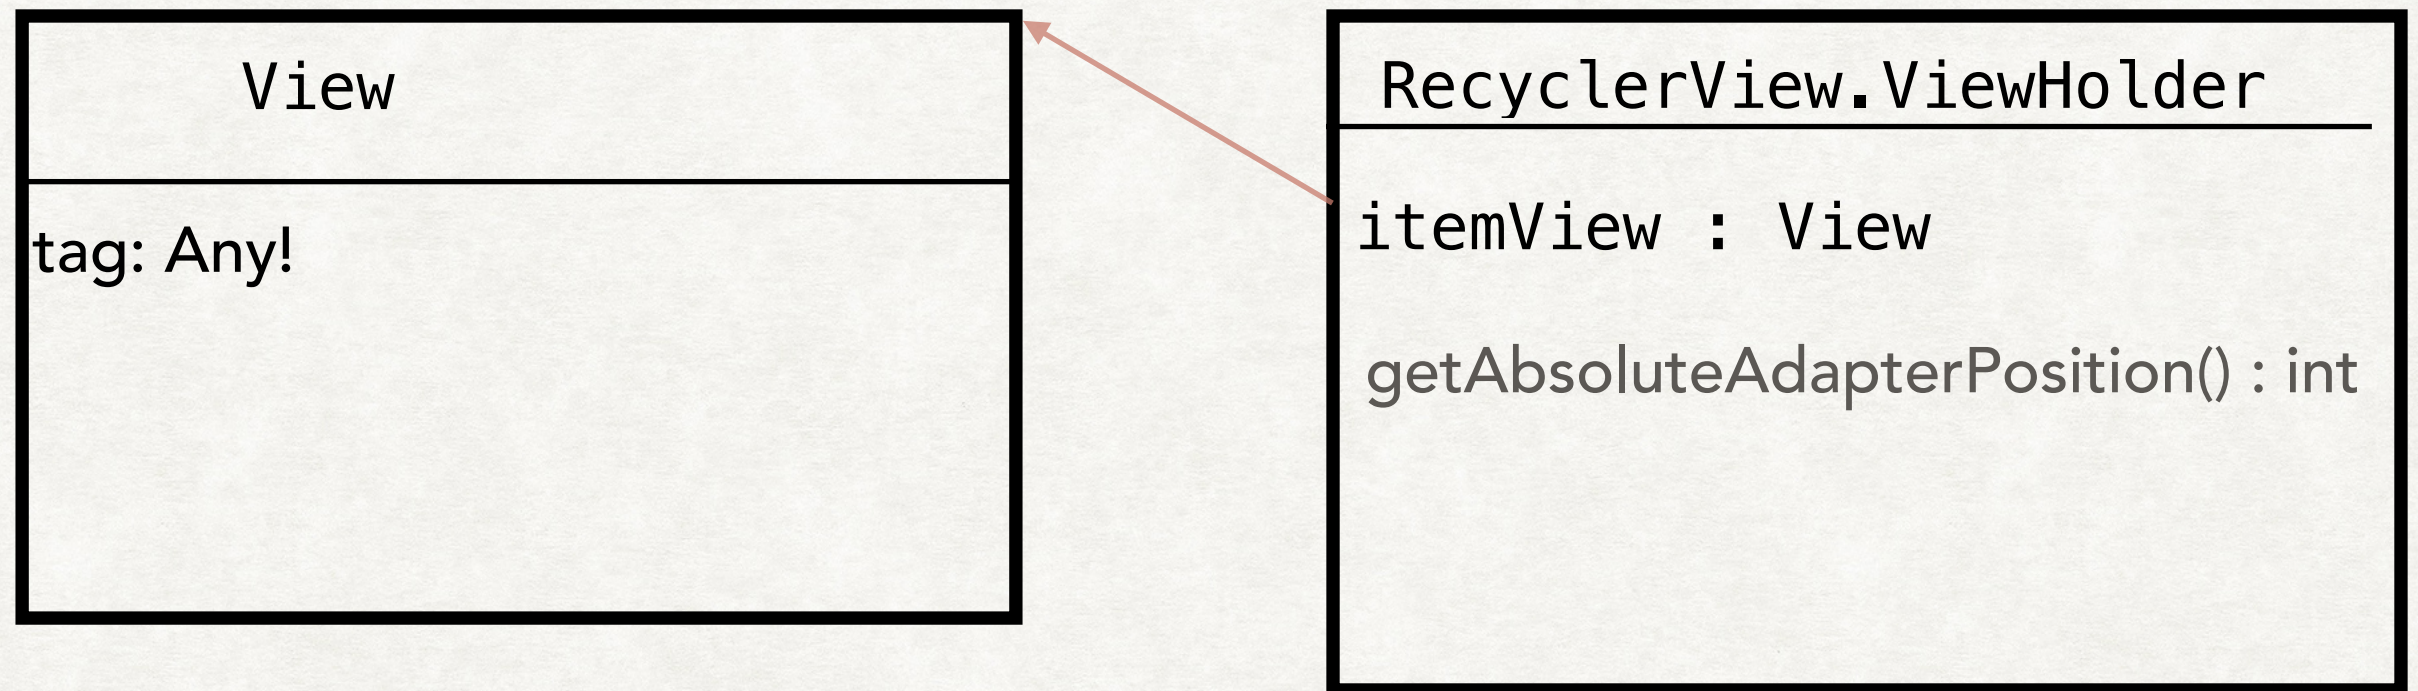 View
tag: Any!
RecyclerView.ViewHolder
itemView : View
getAbsoluteAdapterPosition() : int